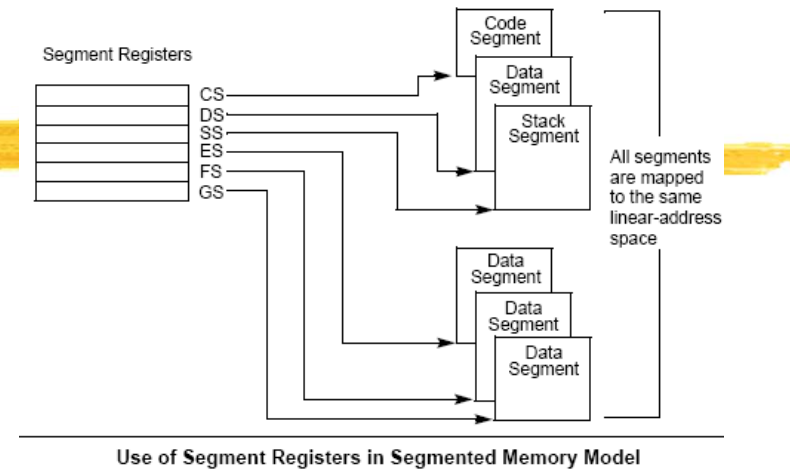 Segment Registers
CS
DS
SS
ES
FS
GS
Code
Segment
Data
Segment
Stack
Segment
Data
Segment
Data
Segment
Data
Segment
All segments
are mapped
to the same
linear-address
space
Use of Segment Registers in Segmented Memory Model